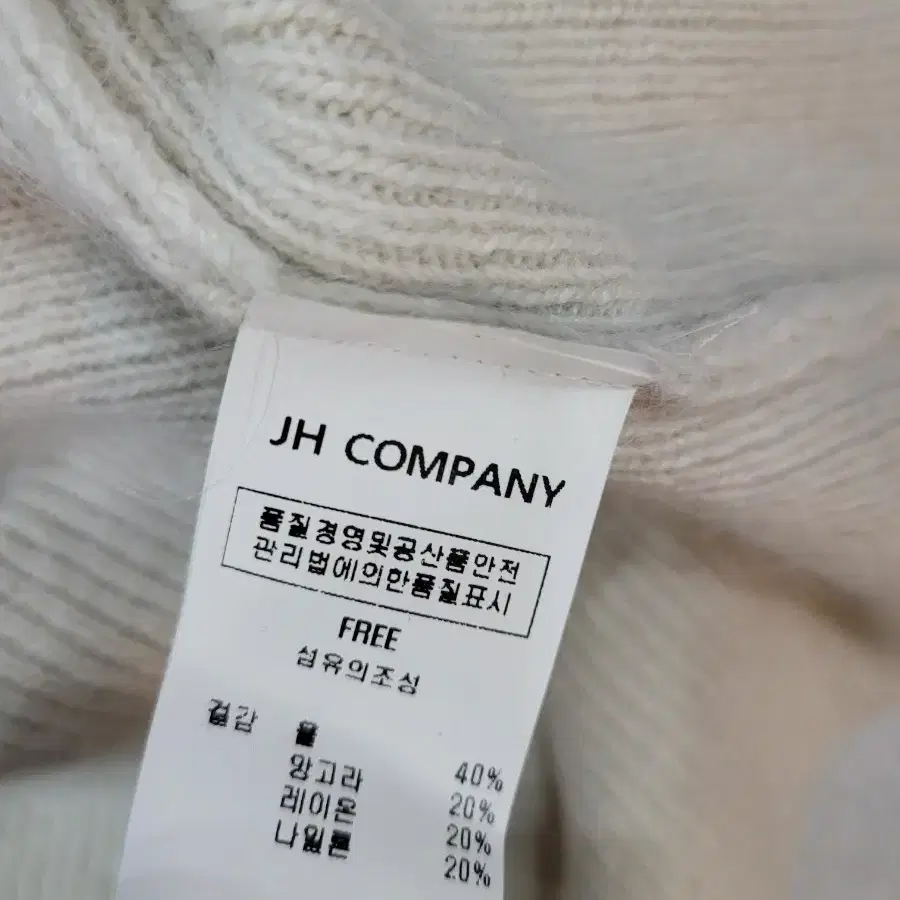 JH COMPANY
품질경영및공산품안전
관리법에의한품질표시
FREE
섬유의조성
겉감 울 40%
앙고라 20%
레이온 20%
나일론 20%